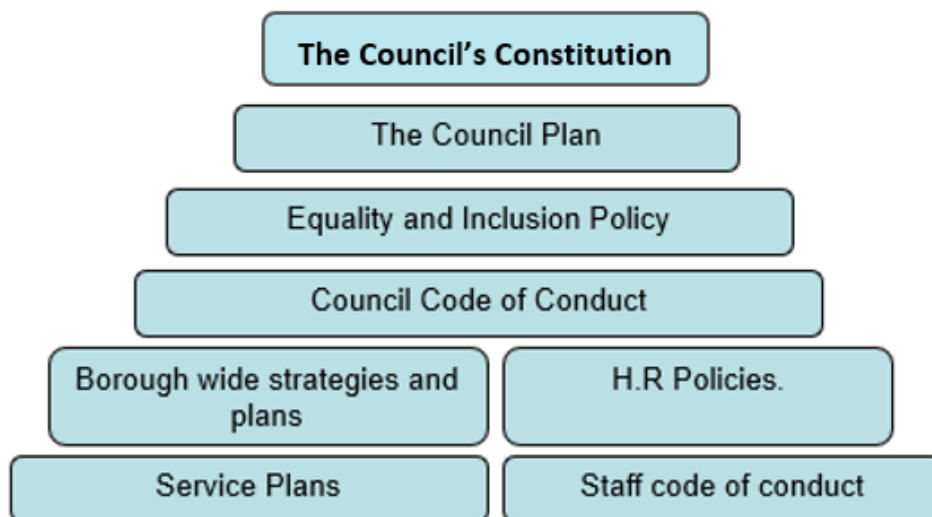 The Council’s Constitution
The Council Plan
Equality and Inclusion Policy
Council Code of Conduct
Borough wide strategies and
plans
H.R Policies.
Service Plans
Staff code of conduct